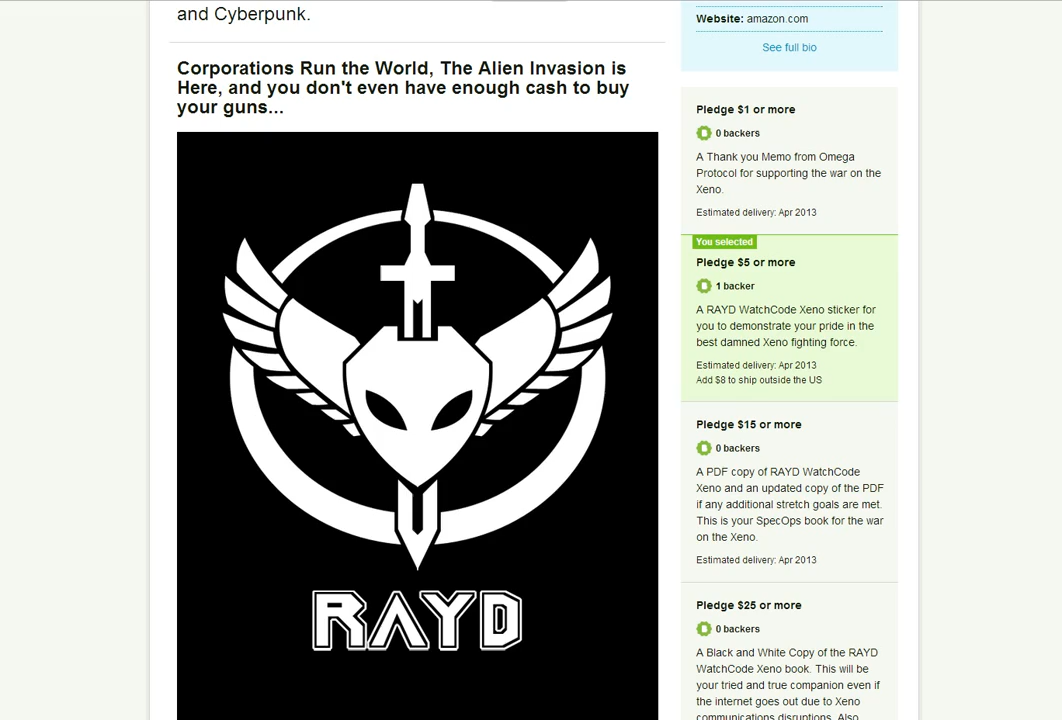 and Cyberpunk.
Corporations Run the World, The Alien Invasion is
Here, and you don't even have enough cash to buy
your guns...
RAYD
Website: amazon.com
See full bio
Pledge $1 or more
0 backers
A Thank you Memo from Omega
Protocol for supporting the war on the
Xeno.
Estimated delivery: Apr 2013
You selected
Pledge $5 or more
1 backer
A RAYD WatchCode Xeno sticker for
you to demonstrate your pride in the
best damned Xeno fighting force.
Estimated delivery: Apr 2013
Add $8 to ship outside the US
Pledge $15 or more
0 backers
A PDF copy of RAYD WatchCode
Xeno and an updated copy of the PDF
if any additional stretch goals are met.
This is your SpecOps book for the war
on the Xeno.
Estimated delivery: Apr 2013
Pledge $25 or more
0 backers
A Black and White Copy of the RAYD
WatchCode Xeno book. This will be
your tried and true companion even if
the internet goes out due to Xeno
communications disruptions. Also